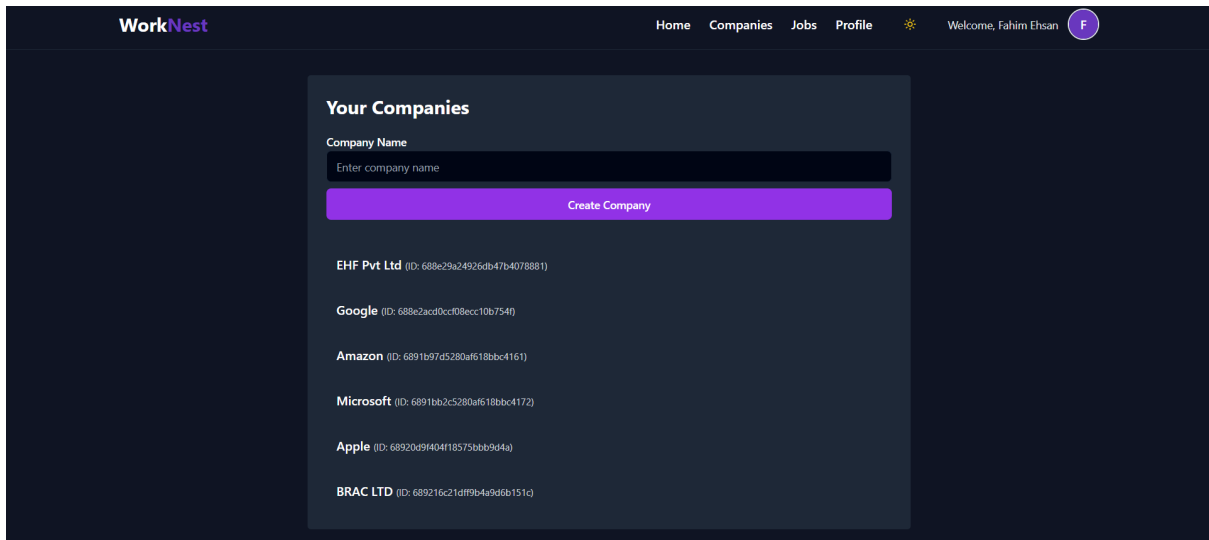 WorkNest Home Companies Jobs Profile Welcome, Fahim Ehsan F
Your Companies
Company Name
Enter company name
Create Company
EHF Pvt Ltd (ID: 688e29a24926db47b4078881)
Google (ID: 688e2acd0ccf08ecc10b754f)
Amazon (ID: 6891b97d5280af618bbc4161)
Microsoft (ID: 6891bb2c5280af618bbc4172)
Apple (ID: 68920d9f404f18575bbb9d4a)
BRAC LTD (ID: 689216c21dff9b4a9d6b151c)